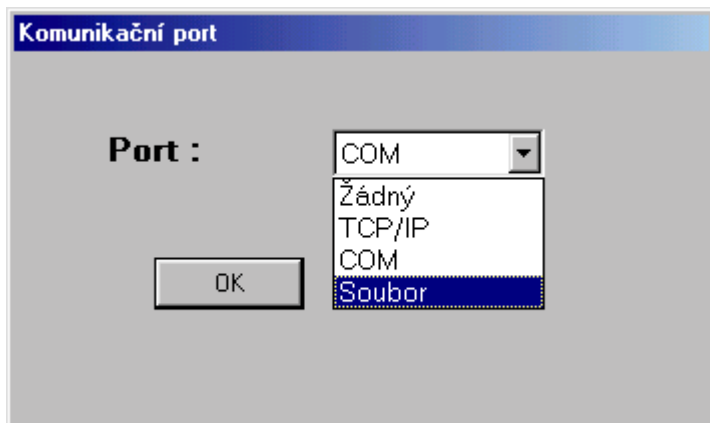 Komunikační port
Port : COM
Žádný
TCP/IP
COM
OK
Soubor